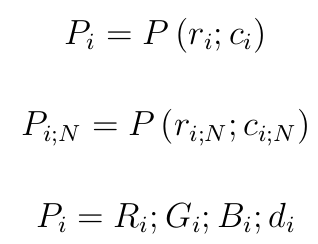 P_i = P (r_i; c_i)
P_{i;N} = P (r_{i;N}; c_{i;N})
P_i = R_i; G_i; B_i; d_i